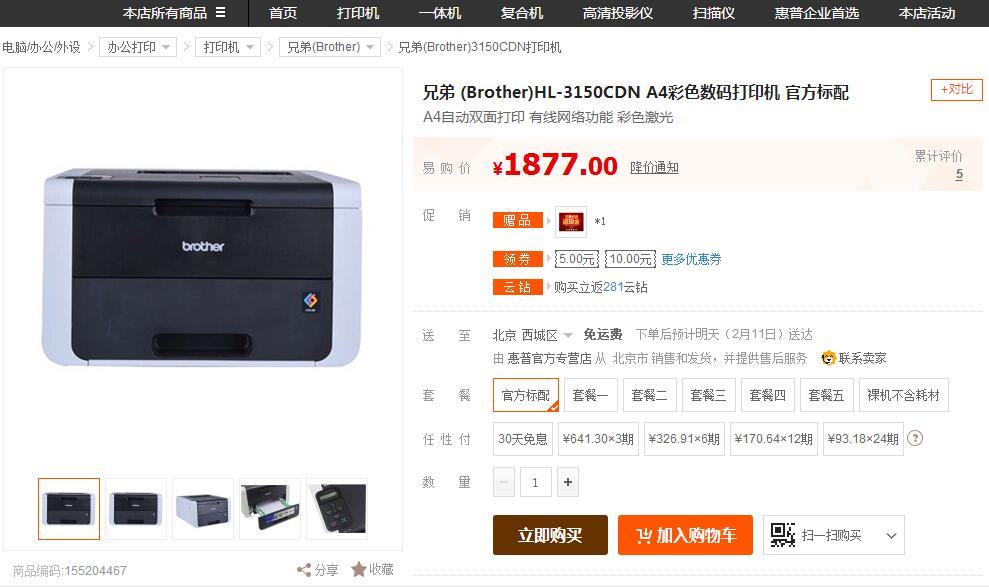 本店所有商品 首页 打印机 一体机 复合机 高清投影仪 扫描仪 惠普企业首选 本店活动
电脑/办公/外设 办公打印 打印机 兄弟(Brother) 兄弟(Brother)3150CDN打印机
兄弟 (Brother)HL-3150CDN A4彩色数码打印机 官方标配 +对比
A4自动双面打印 有线网络功能 彩色激光
易购价 ¥1877.00 降价通知 累计评价
5
促销 赠品 *1
领券 5.00元 10.00元 更多优惠券
云钻 购买立返281云钻
brother
送至 北京 西城区 免运费 下单后预计明天（2月11日）送达
由 惠普官方专营店 从 北京市 销售和发货，并提供售后服务 联系卖家
套餐 官方标配 套餐一 套餐二 套餐三 套餐四 套餐五 裸机不含耗材
任性付 30天免息 ¥641.30×3期 ¥326.91×6期 ¥170.64×12期 ¥93.18×24期 ?
数量 − 1 +
立即购买 加入购物车 扫一扫购买
商品编码:155204467 分享 收藏